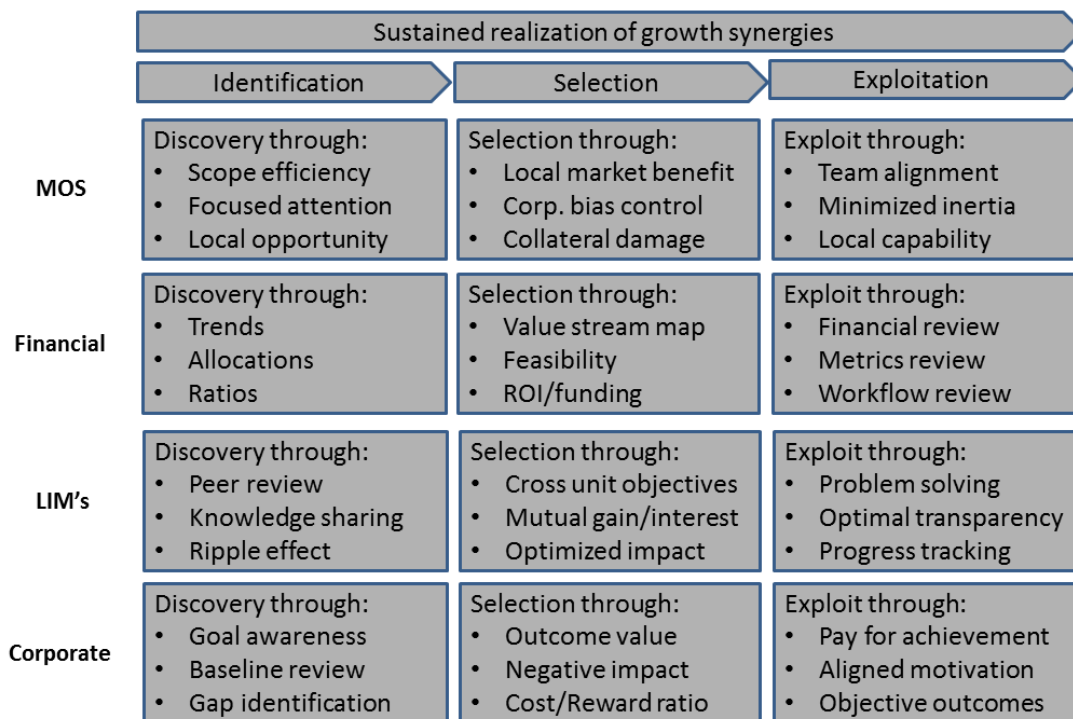 Sustained realization of growth synergies
Identification
Selection
Exploitation
MOS
Discovery through:
• Scope efficiency
• Focused attention
• Local opportunity
Selection through:
• Local market benefit
• Corp. bias control
• Collateral damage
Exploit through:
• Team alignment
• Minimized inertia
• Local capability
Financial
Discovery through:
• Trends
• Allocations
• Ratios
Selection through:
• Value stream map
• Feasibility
• ROI/funding
Exploit through:
• Financial review
• Metrics review
• Workflow review
LIM’s
Discovery through:
• Peer review
• Knowledge sharing
• Ripple effect
Selection through:
• Cross unit objectives
• Mutual gain/interest
• Optimized impact
Exploit through:
• Problem solving
• Optimal transparency
• Progress tracking
Corporate
Discovery through:
• Goal awareness
• Baseline review
• Gap identification
Selection through:
• Outcome value
• Negative impact
• Cost/Reward ratio
Exploit through:
• Pay for achievement
• Aligned motivation
• Objective outcomes